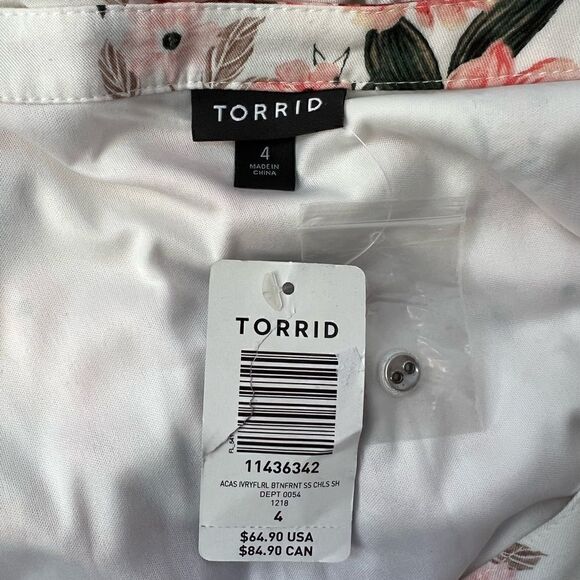 TORRID
4
MADE IN
CHINA
TORRID
11436342
ACAS IVRYFLRL BTNFRNT SS CHLS SH
DEPT 0054
1218
4
$64.90 USA
$84.90 CAN